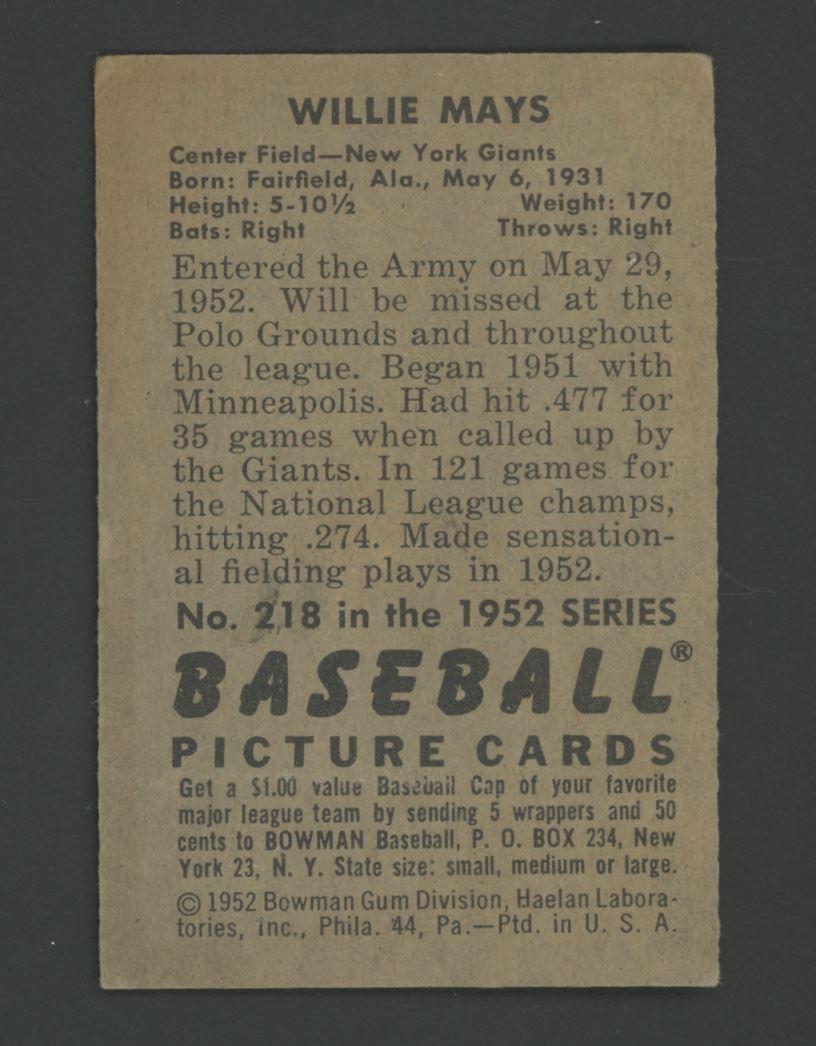 WILLIE MAYS
Center Field—New York Giants
Born: Fairfield, Ala., May 6, 1931
Height: 5-10½ Weight: 170
Bats: Right Throws: Right
Entered the Army on May 29,
1952. Will be missed at the
Polo Grounds and throughout
the league. Began 1951 with
Minneapolis. Had hit .477 for
35 games when called up by
the Giants. In 121 games for
the National League champs,
hitting .274. Made sensation-
al fielding plays in 1952.
No. 218 in the 1952 SERIES
BASEBALL®
PICTURE CARDS
Get a $1.00 value Baseball Cap of your favorite
major league team by sending 5 wrappers and 50
cents to BOWMAN Baseball, P. O. BOX 234, New
York 23, N. Y. State size: small, medium or large.
© 1952 Bowman Gum Division, Haelan Labora-
tories, Inc., Phila. 44, Pa.—Ptd. in U. S. A.